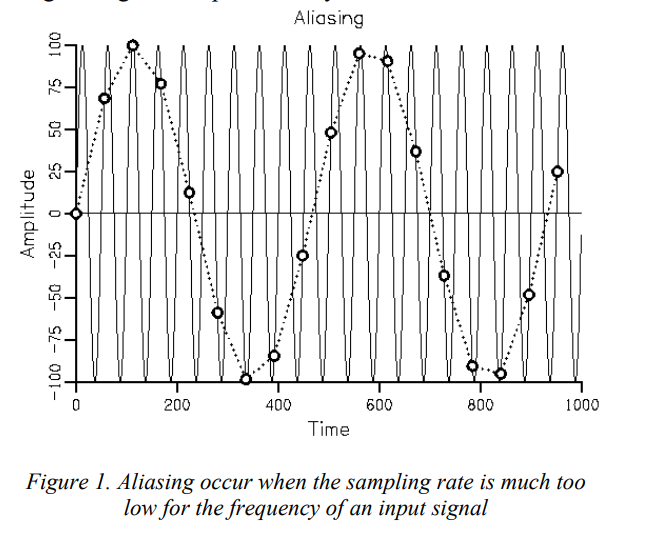 Aliasing
100
75
50
25
0
-25
-50
-75
-100
Amplitude
0 200 400 600 800 1000
Time
Figure 1. Aliasing occur when the sampling rate is much too
low for the frequency of an input signal